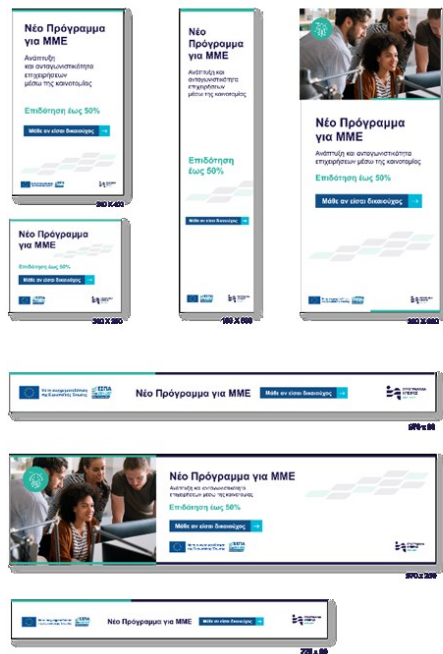 Νέο Πρόγραμμα
για ΜΜΕ
Ανάπτυξη
και ανταγωνιστικότητα
επιχειρήσεων
μέσω της καινοτομίας
Επιδότηση έως 50%
Μάθε αν είσαι δικαιούχος
Νέο
Πρόγραμμα
για ΜΜΕ
Ανάπτυξη και
ανταγωνιστικότητα
επιχειρήσεων
μέσω της καινοτομίας
Επιδότηση
έως 50%
Μάθε αν είσαι δικαιούχος
Νέο Πρόγραμμα
για ΜΜΕ
Ανάπτυξη και ανταγωνιστικότητα
επιχειρήσεων μέσω της καινοτομίας
Επιδότηση έως 50%
Μάθε αν είσαι δικαιούχος
Νέο Πρόγραμμα
για ΜΜΕ
Επιδότηση έως 50%
Μάθε αν είσαι δικαιούχος
ΕΣΠΑ
Νέο Πρόγραμμα για ΜΜΕ
Μάθε αν είσαι δικαιούχος
Νέο Πρόγραμμα για ΜΜΕ
Ανάπτυξη και ανταγωνιστικότητα
επιχειρήσεων μέσω της καινοτομίας
Επιδότηση έως 50%
Μάθε αν είσαι δικαιούχος
Νέο Πρόγραμμα για ΜΜΕ
Μάθε αν είσαι δικαιούχος